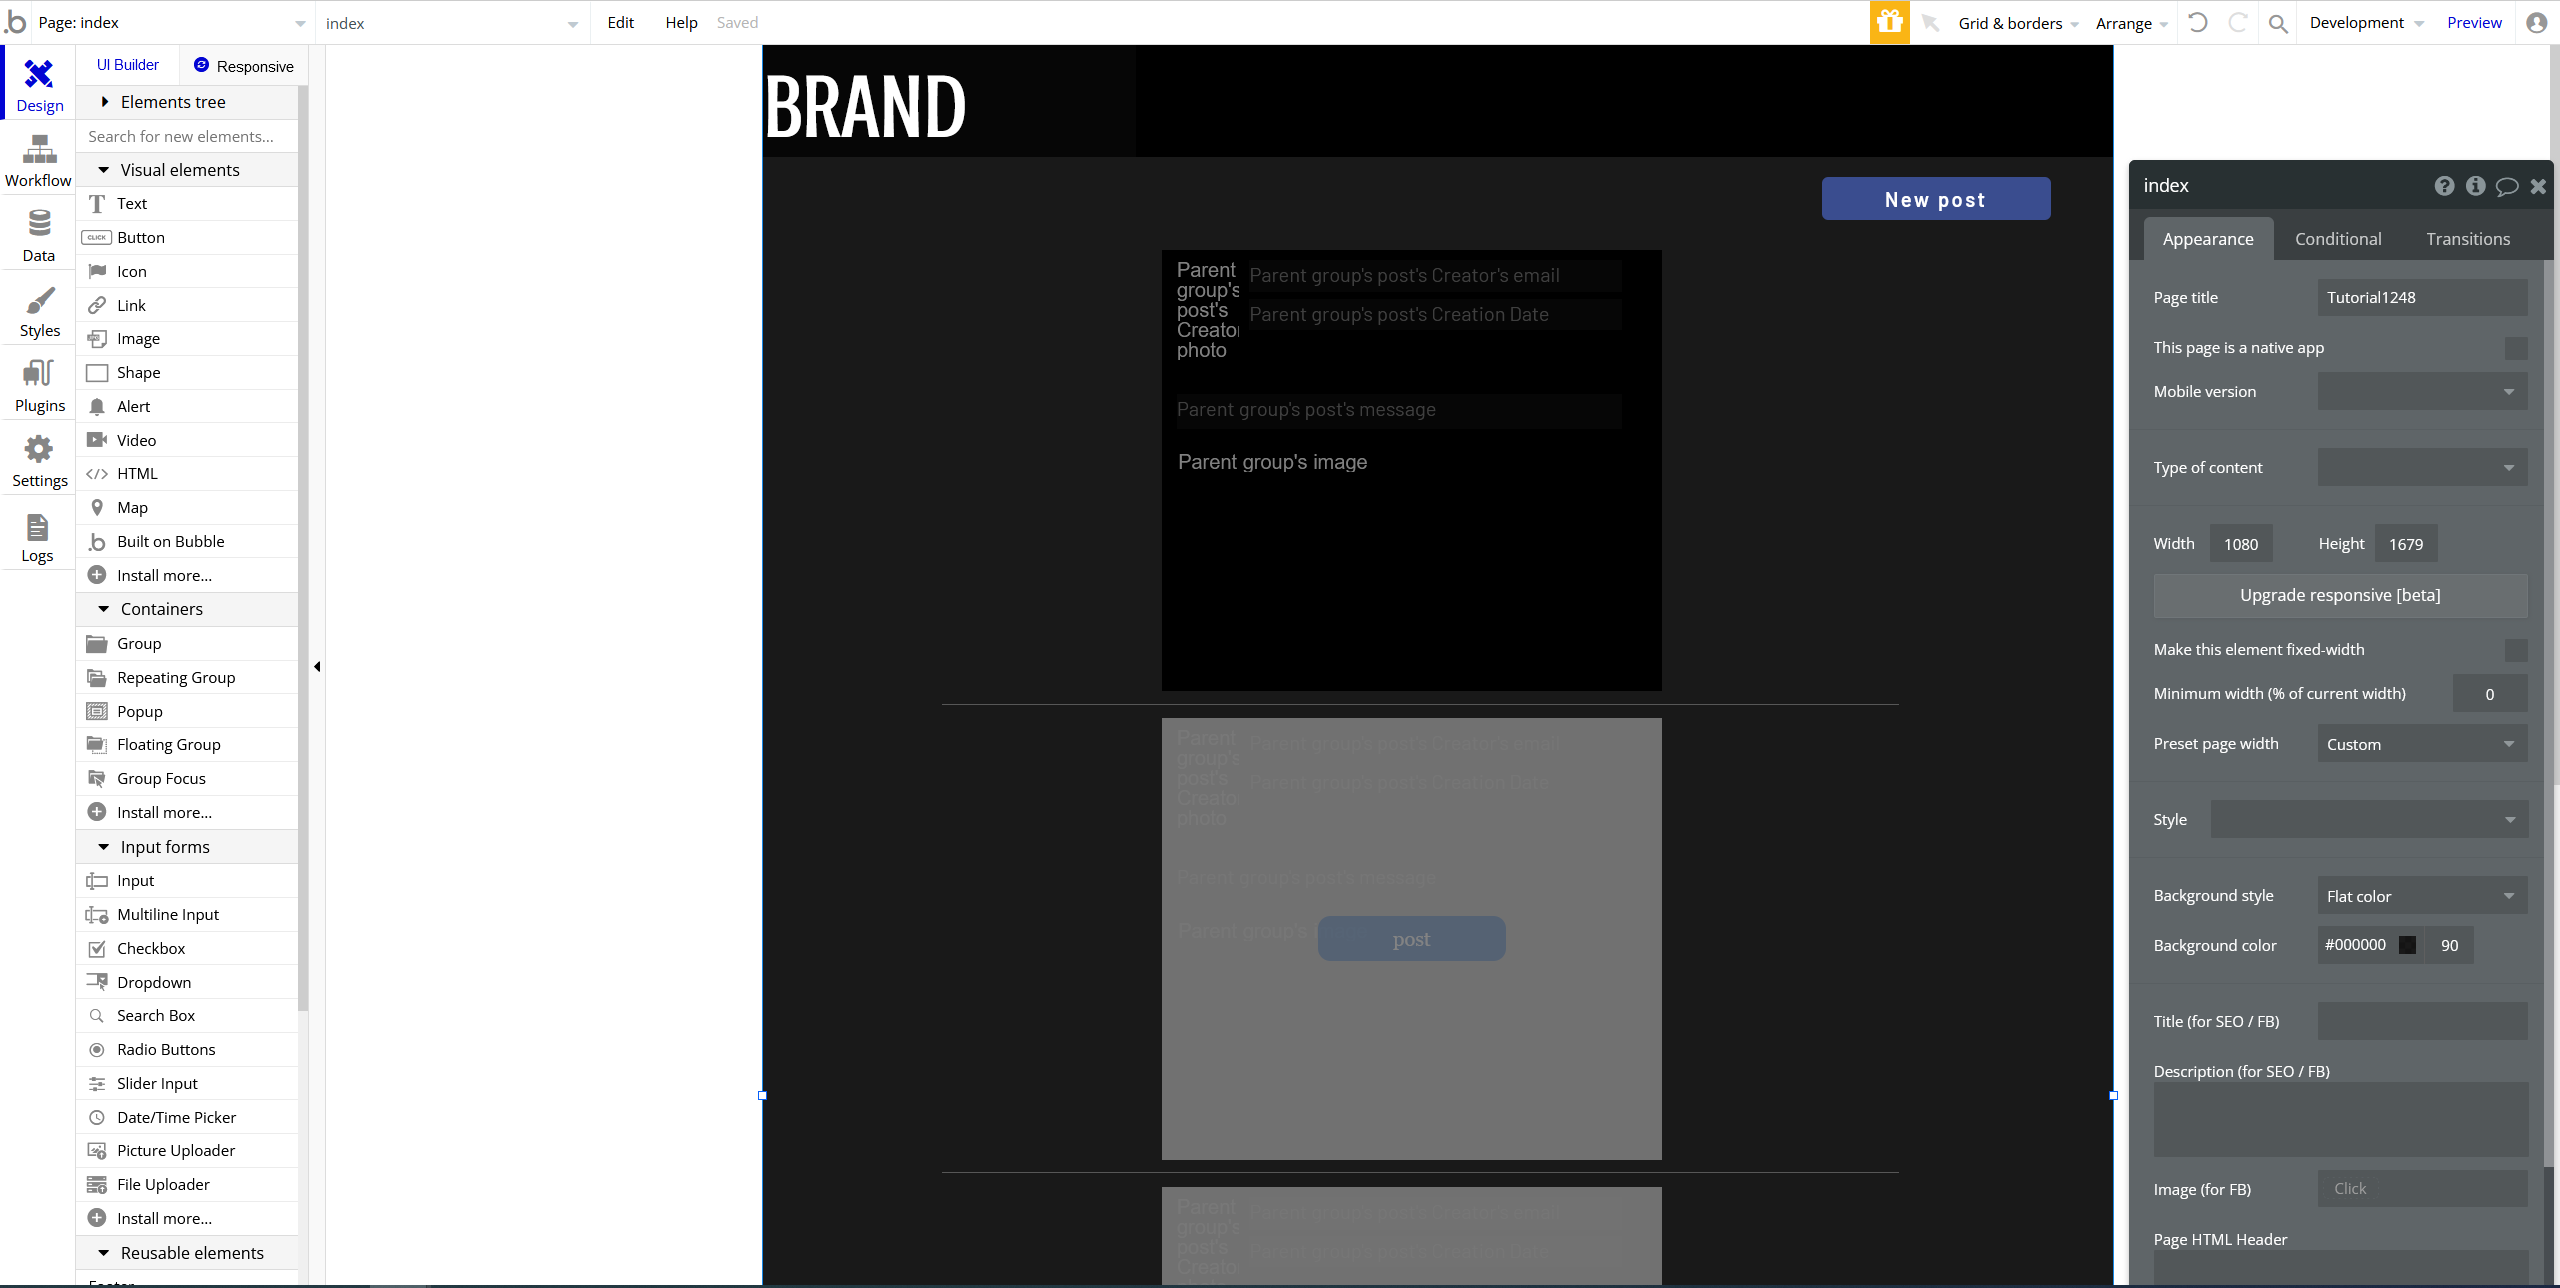 Page: index
index
Edit
Help
Saved
Grid & borders
Arrange
Development
Preview
Design
Workflow
Data
Styles
Plugins
Settings
Logs
UI Builder
Responsive
Elements tree
Search for new elements...
Visual elements
Text
CLICK
Button
Icon
Link
Image
Shape
Alert
Video
HTML
Map
Built on Bubble
Install more...
Containers
Group
Repeating Group
Popup
Floating Group
Group Focus
Install more...
Input forms
Input
Multiline Input
Checkbox
Dropdown
Search Box
Radio Buttons
Slider Input
Date/Time Picker
Picture Uploader
File Uploader
Install more...
Reusable elements
BRAND
New post
Parent
group's
post's
Creator
photo
Parent group's post's Creator's email
Parent group's post's Creation Date
Parent group's post's message
Parent group's image
Parent
group's
post's
Creato
photo
Parent group's post's Creator's email
Parent group's post's Creation Date
Parent group's post's message
Parent group's
post
Parent
group's
post's
Creato
Parent group's post's Creator's email
Parent group's post's Creation Date
index
Appearance
Conditional
Transitions
Page title
Tutorial1248
This page is a native app
Mobile version
Type of content
Width
1080
Height
1679
Upgrade responsive [beta]
Make this element fixed-width
Minimum width (% of current width)
0
Preset page width
Custom
Style
Background style
Flat color
Background color
#000000
90
Title (for SEO / FB)
Description (for SEO / FB)
Image (for FB)
Click
Page HTML Header